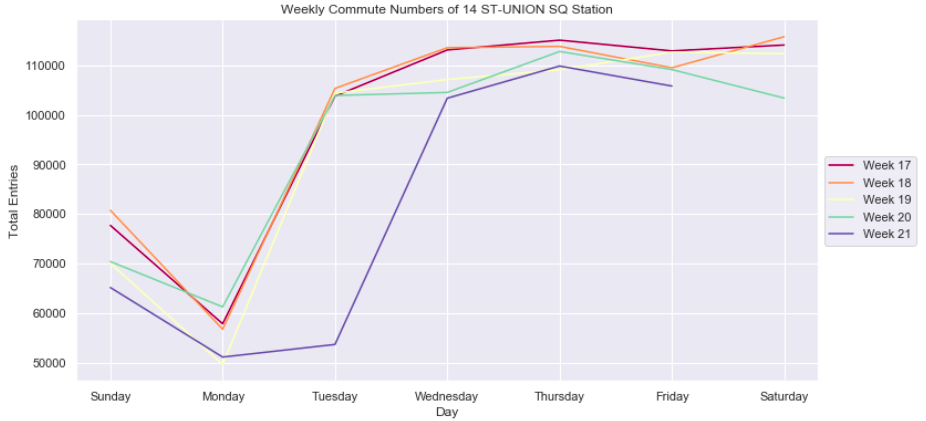 Weekly Commute Numbers of 14 ST-UNION SQ Station
Total Entries
110000
100000
90000
80000
70000
60000
50000
Sunday Monday Tuesday Wednesday Thursday Friday Saturday
Day
Week 17
Week 18
Week 19
Week 20
Week 21